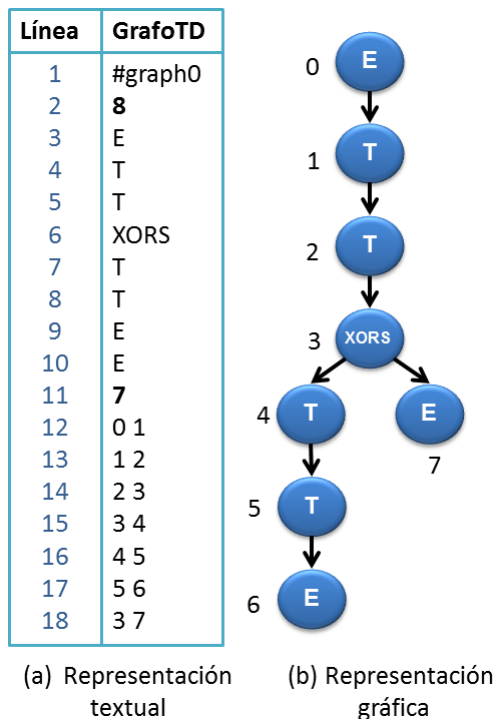 Línea GrafoTD
1 #graph0
2 8
3 E
4 T
5 T
6 XORS
7 T
8 T
9 E
10 E
11 7
12 0 1
13 1 2
14 2 3
15 3 4
16 4 5
17 5 6
18 3 7
(a) Representación
textual
0 E
1 T
2 T
3 XORS
4 T
E
7
5 T
6 E
(b) Representación
gráfica